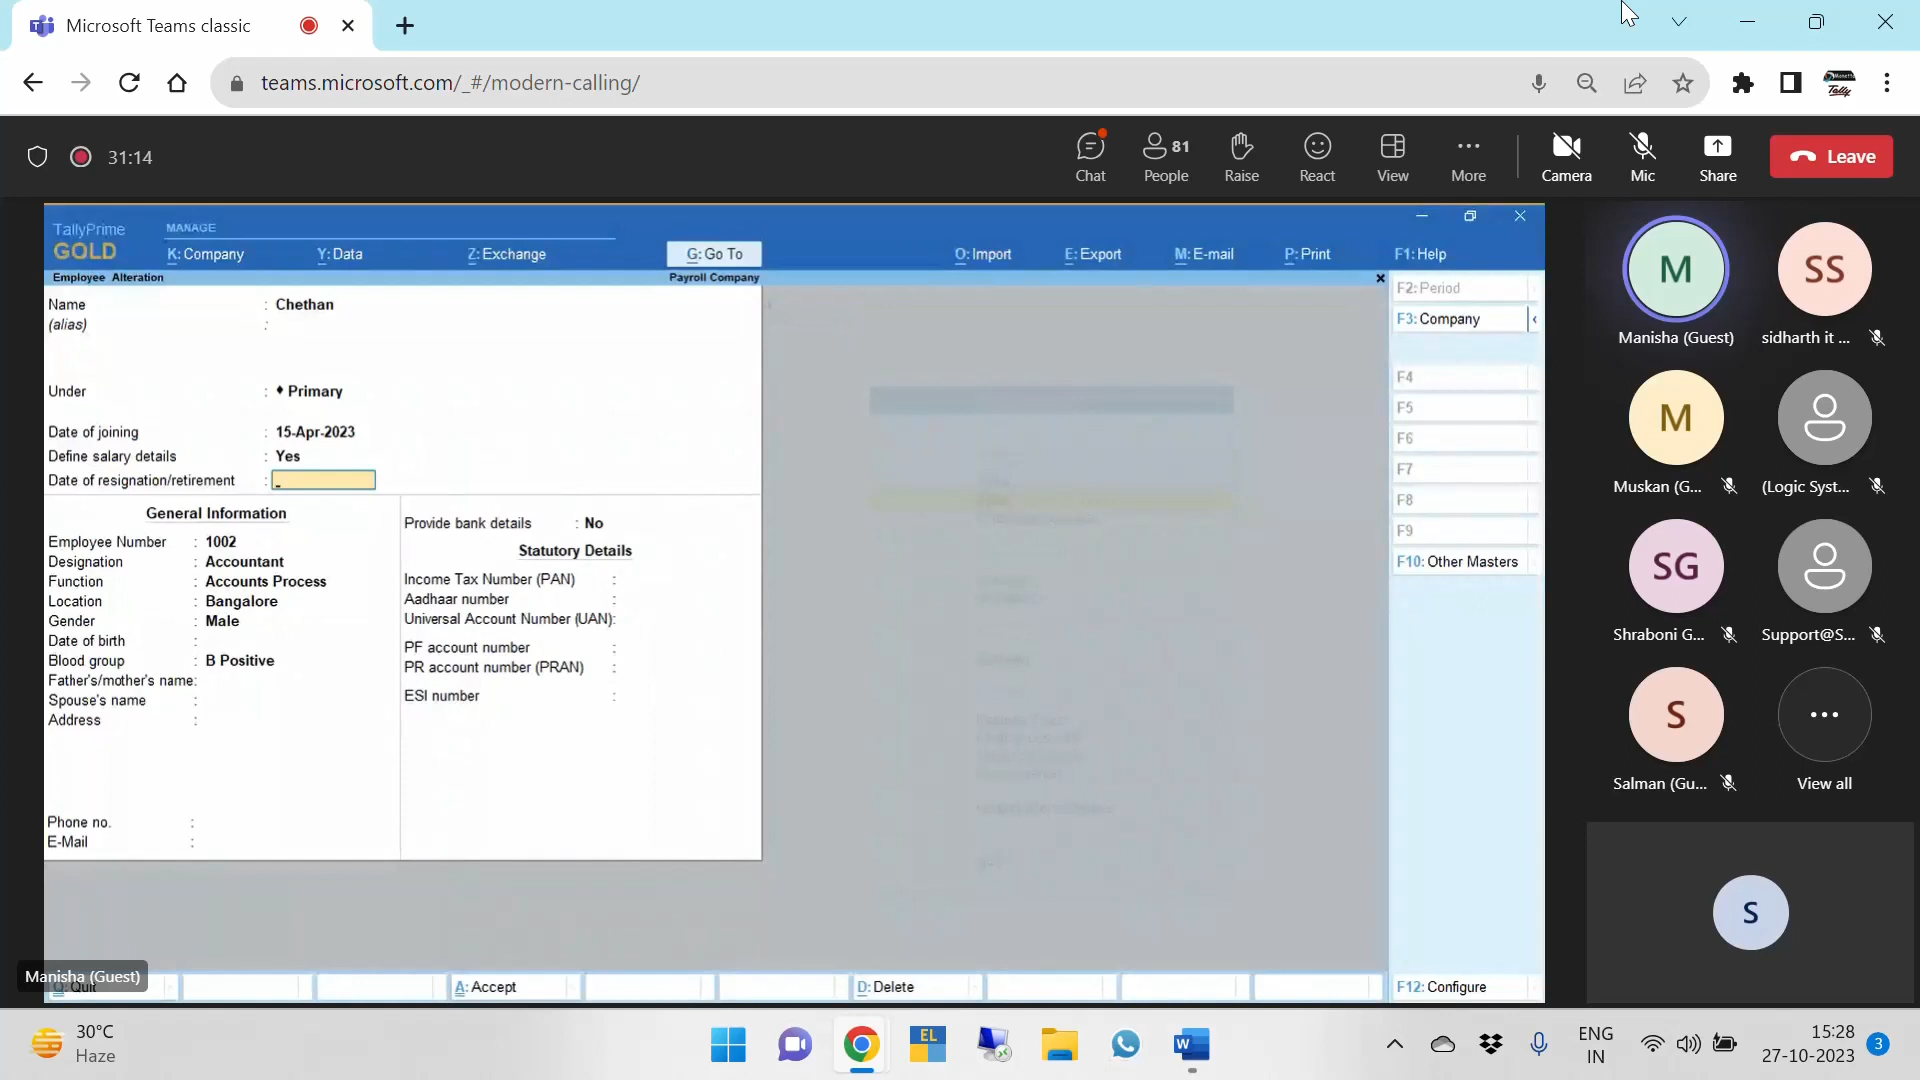 Microsoft Teams classic
teams.microsoft.com/_#/modern-calling/
31:14
Chat
81
People
Raise
React
View
More
Camera
Mic
Share
Leave
TallyPrime
GOLD
MANAGE
K: Company
Y: Data
Z: Exchange
G: Go To
O: Import
E: Export
M: E-mail
P: Print
F1: Help
Employee Alteration
Payroll Company
Name : Chethan
(alias) :
Under : ♦ Primary
Date of joining : 15-Apr-2023
Define salary details : Yes
Date of resignation/retirement :
General Information
Employee Number : 1002
Designation : Accountant
Function : Accounts Process
Location : Bangalore
Gender : Male
Date of birth :
Blood group : B Positive
Father's/mother's name:
Spouse's name :
Address :
Phone no. :
E-Mail :
Provide bank details : No
Statutory Details
Income Tax Number (PAN) :
Aadhaar number :
Universal Account Number (UAN):
PF account number :
PR account number (PRAN) :
ESI number :
F2: Period
F3: Company
F4
F5
F6
F7
F8
F9
F10: Other Masters
F12: Configure
Q: Quit
A: Accept
D: Delete
Manisha (Guest)
M
Manisha (Guest)
SS
sidharth it ...
M
Muskan (G...
(Logic Syst...
SG
Shraboni G...
Support@S...
S
Salman (Gu...
View all
S
30°C
Haze
EL
W
ENG
IN
15:28
27-10-2023
3